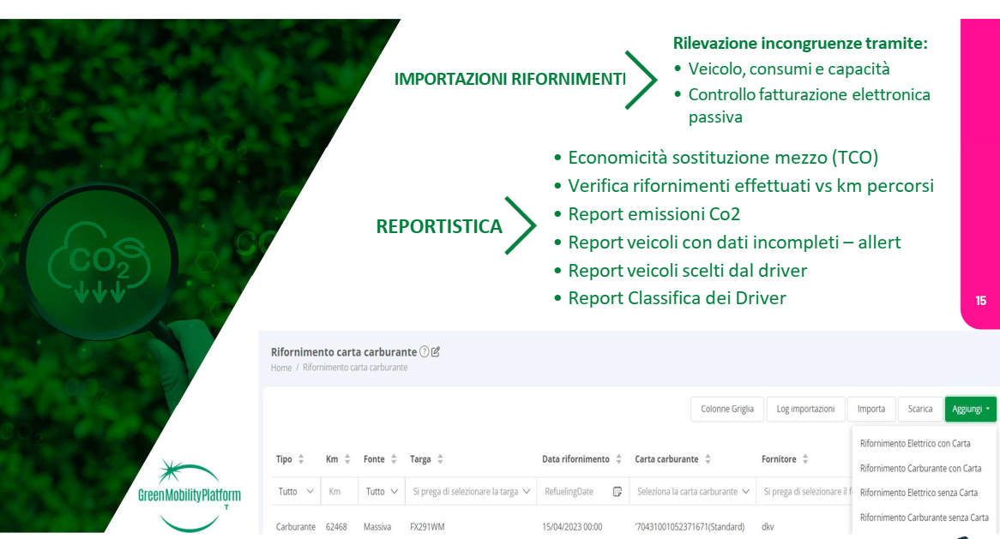 Rilevazione incongruenze tramite:
IMPORTAZIONI RIFORNIMENTI
• Veicolo, consumi e capacità
• Controllo fatturazione elettronica
passiva
• Economicità sostituzione mezzo (TCO)
• Verifica rifornimenti effettuati vs km percorsi
REPORTISTICA
• Report emissioni Co2
• Report veicoli con dati incompleti – allert
• Report veicoli scelti dal driver
• Report Classifica dei Driver
15
CO2
Rifornimento carta carburante
Home / Rifornimento carta carburante
Colonne Griglia Log importazioni Importa Scarica Aggiungi
Rifornimento Elettrico con Carta
Rifornimento Carburante con Carta
Rifornimento Elettrico senza Carta
Rifornimento Carburante senza Carta
Tipo Km Fonte Targa Data rifornimento Carta carburante Fornitore
Tutto Km Tutto Si prega di selezionare la targa RefuelingDate Seleziona la carta carburante Si prega di selezionare il
Carburante 62468 Massiva FX291WM 15/04/2023 00:00 '70431001052371671(Standard) dkv
GreenMobilityPlatform
T